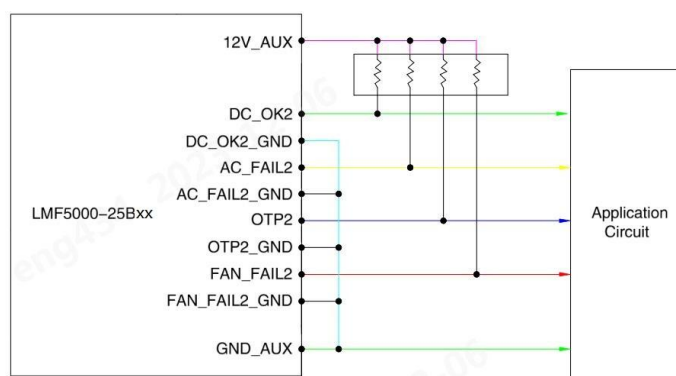 12V_AUX
DC_OK2
DC_OK2_GND
AC_FAIL2
AC_FAIL2_GND
LMF5000-25Bxx
OTP2
Application
Circuit
OTP2_GND
FAN_FAIL2
FAN_FAIL2_GND
GND_AUX